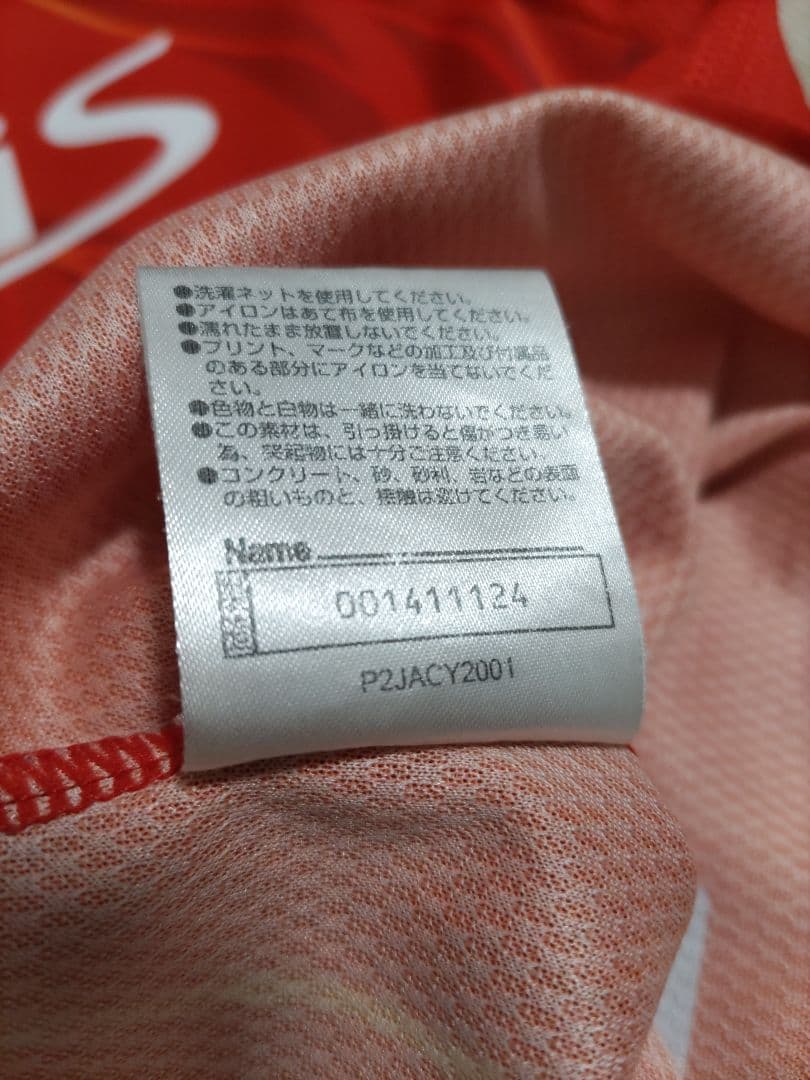 is
●洗濯ネットを使用してください。
●アイロンはあて布を使用してください。
●濡れたまま放置しないでください。
●プリント、マークなどの加工及び付属品
のある部分にアイロンを当てないでくだ
さい。
●色物と白物は一緒に洗わないでください。
●この素材は、引っ掛けると傷がつき易い
為、突起物には十分ご注意ください。
●コンクリート、砂、砂利、岩などの表面
の粗いものと、接触は避けてください。
Name
001411124
P2JACY2001